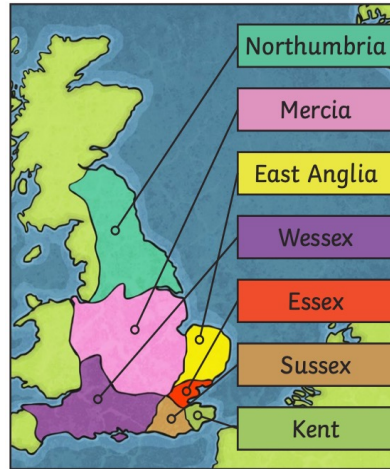 Northumbria
Mercia
East Anglia
Wessex
Essex
Sussex
Kent